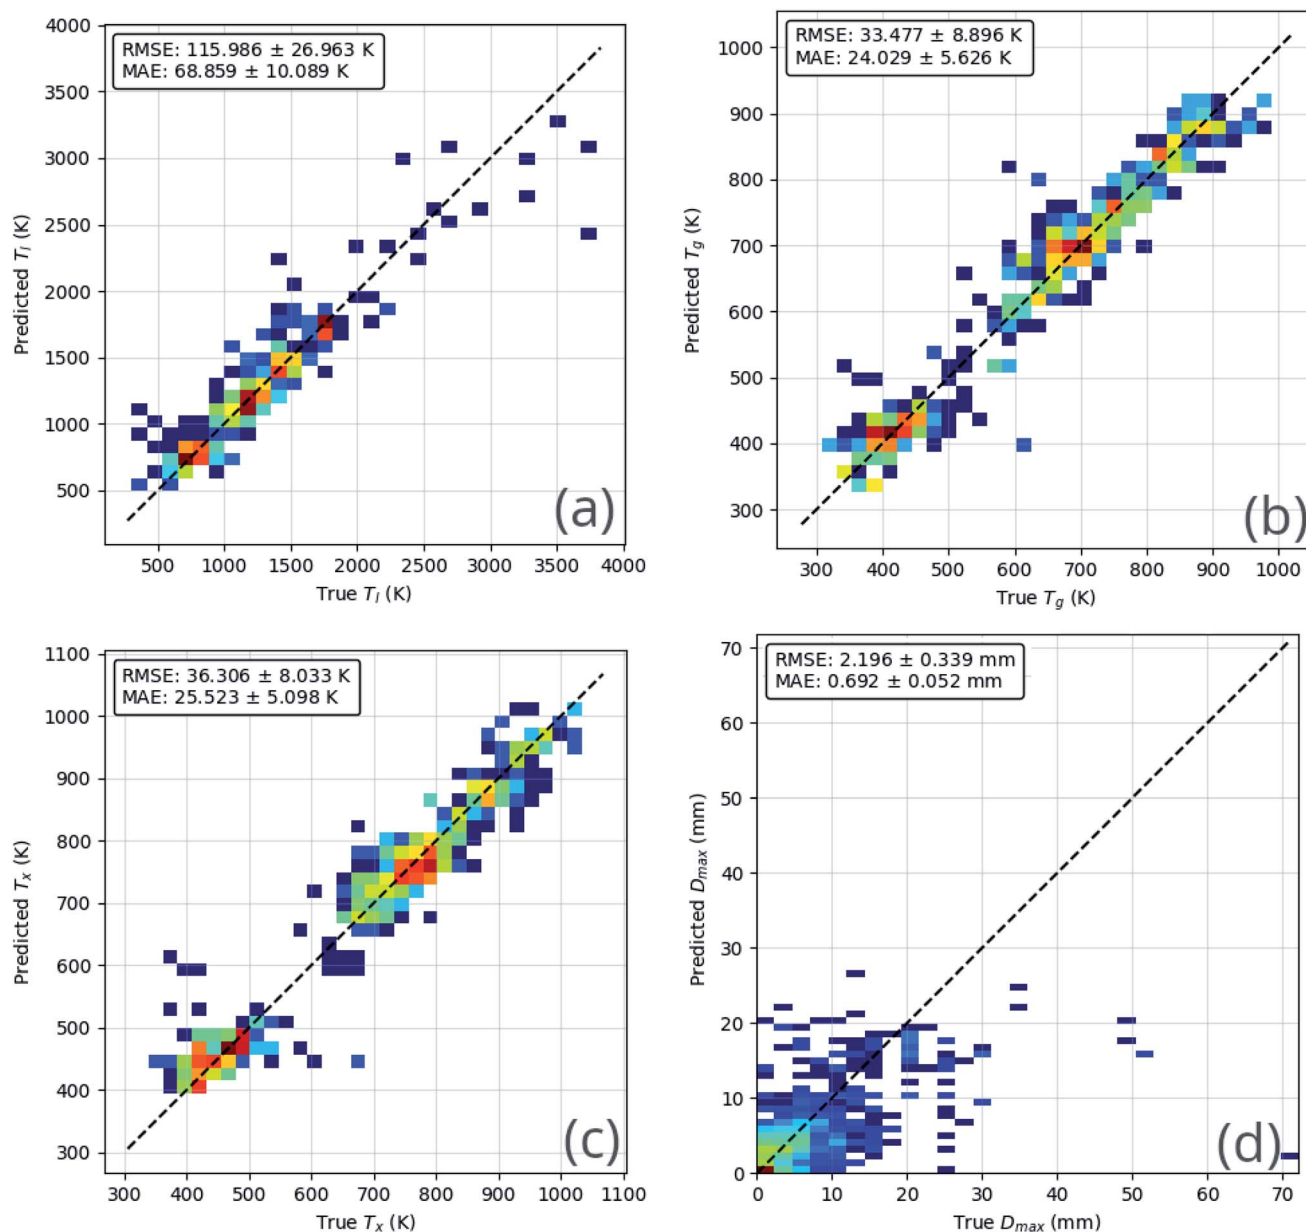 RMSE: 115.986 ± 26.963 K
MAE: 68.859 ± 10.089 K
4000
3500
3000
2500
2000
1500
1000
500
Predicted T_l (K)
500 1000 1500 2000 2500 3000 3500 4000
True T_l (K)
(a)
RMSE: 33.477 ± 8.896 K
MAE: 24.029 ± 5.626 K
1000
900
800
700
600
500
400
300
Predicted T_g (K)
300 400 500 600 700 800 900 1000
True T_g (K)
(b)
RMSE: 36.306 ± 8.033 K
MAE: 25.523 ± 5.098 K
1100
1000
900
800
700
600
500
400
300
Predicted T_x (K)
300 400 500 600 700 800 900 1000 1100
True T_x (K)
(c)
RMSE: 2.196 ± 0.339 mm
MAE: 0.692 ± 0.052 mm
70
60
50
40
30
20
10
0
Predicted D_max (mm)
0 10 20 30 40 50 60 70
True D_max (mm)
(d)